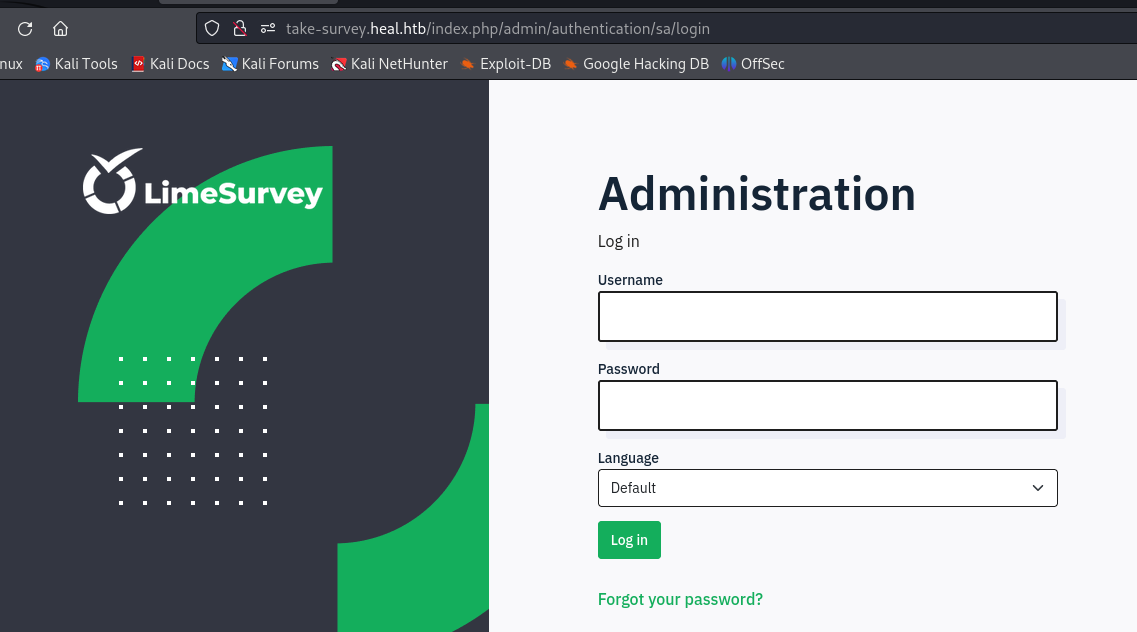 take-survey.heal.htb/index.php/admin/authentication/sa/login
nux Kali Tools Kali Docs Kali Forums Kali NetHunter Exploit-DB Google Hacking DB OffSec
LimeSurvey
Administration
Log in
Username
Password
Language
Default
Log in
Forgot your password?